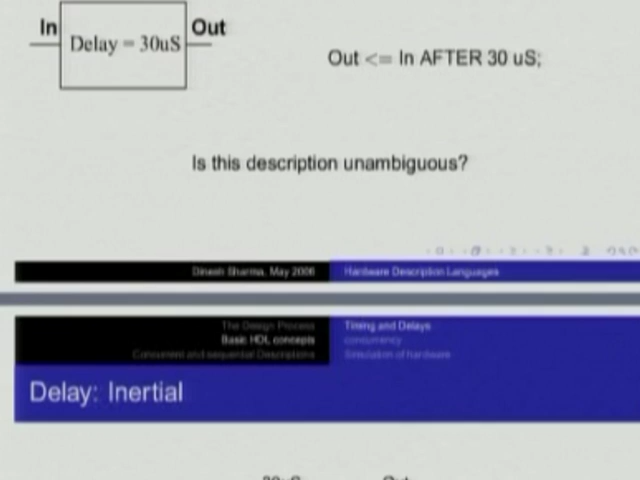 In
Out
Delay = 30uS
Out <= In AFTER 30 uS;
Is this description unambiguous?
Dinesh Sharma, May 2006
Hardware Description Languages
The Design Process
Basic HDL concepts
Concurrent and sequential Descriptions
Timing and Delays
concurrency
Simulation of hardware
Delay: Inertial